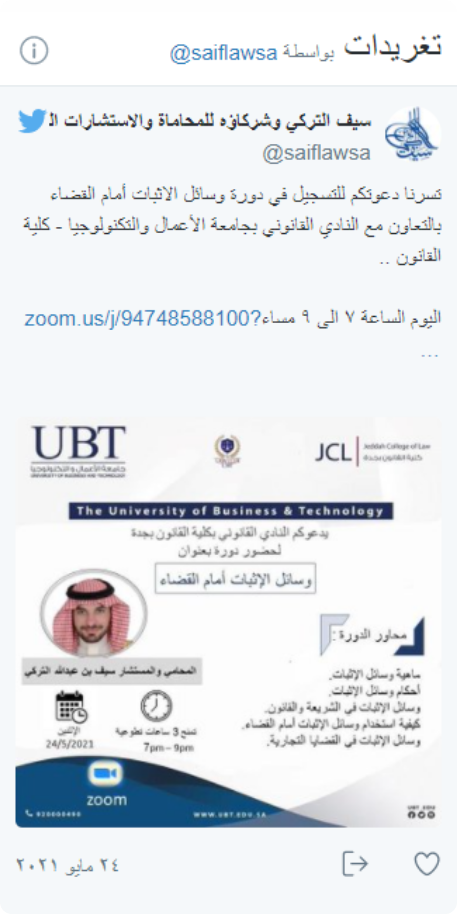 تغريدات بواسطة @saiflawsa
سيف التركي وشركاؤه للمحاماة والاستشارات الـ
@saiflawsa
تسرنا دعوتكم للتسجيل في دورة وسائل الاثبات أمام القضاء
بالتعاون مع النادي القانوني بجامعة الأعمال والتكنولوجيا - كلية
القانون ..
اليوم الساعة ٧ الى ٩ مساء zoom.us/j/94748588100?
...
UBT
جامعة الأعمال والتكنولوجيا
UNIVERSITY OF BUSINESS AND TECHNOLOGY
JCL
Jeddah College of Law
كلية القانون بجدة
The University of Business & Technology
يدعوكم النادي القانوني بكلية القانون بجدة
لحضور دورة بعنوان
وسائل الإثبات أمام القضاء
محاور الدورة :
ماهية وسائل الإثبات.
أحكام وسائل الإثبات.
وسائل الإثبات في الشريعة والقانون.
كيفية استخدام وسائل الإثبات أمام القضاء.
وسائل الإثبات في القضايا التجارية.
المحامي والمستشار سيف بن عبدالله التركي
تمنح 3 ساعات تطوعية
7pm – 9pm
الإثنين
24/5/2021
zoom
920000490
WWW.UBT.EDU.SA
UBT_EDU
٢٤ مايو ٢٠٢١